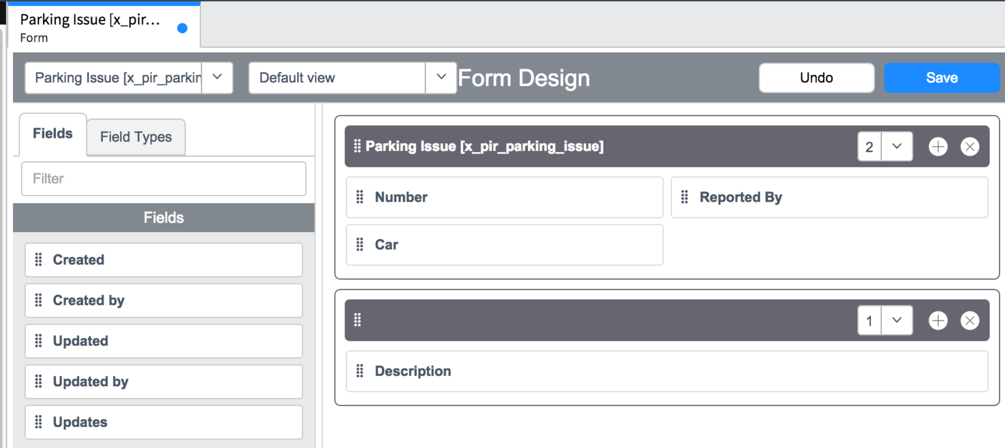 Parking Issue [x_pir...
Form
Parking Issue [x_pir_parkin
Default view
Form Design
Undo
Save
Fields
Field Types
Filter
Fields
Created
Created by
Updated
Updated by
Updates
Parking Issue [x_pir_parking_issue]
2
Number
Reported By
Car
1
Description